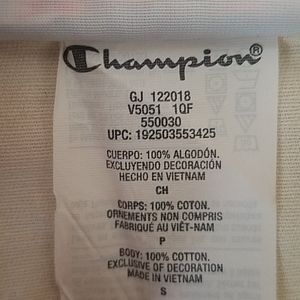 Champion®
GJ 122018
V5051 1QF
550030
UPC: 192503553425
CUERPO: 100% ALGODÓN.
EXCLUYENDO DECORACIÓN
HECHO EN VIETNAM
CH
CORPS: 100% COTON.
ORNEMENTS NON COMPRIS
FABRIQUÉ AU VIÊT-NAM
P
BODY: 100% COTTON.
EXCLUSIVE OF DECORATION
MADE IN VIETNAM
S